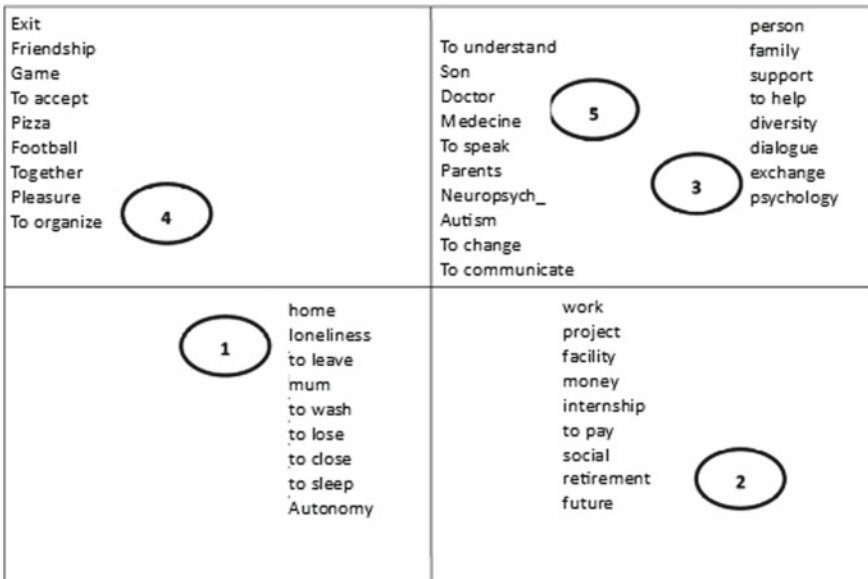 Exit
Friendship
Game
To accept
Pizza
Football
Together
Pleasure
To organize
4
To understand
Son
Doctor
Medecine
To speak
Parents
Neuropsych_
Autism
To change
To communicate
5
3
person
family
support
to help
diversity
dialogue
exchange
psychology
1
home
loneliness
to leave
mum
to wash
to lose
to close
to sleep
Autonomy
work
project
facility
money
internship
to pay
social
retirement
future
2